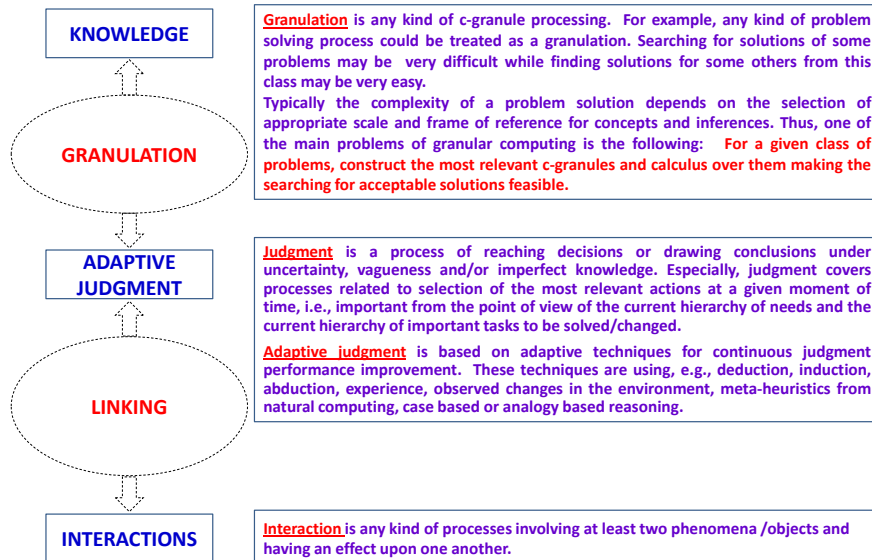 KNOWLEDGE
Granulation is any kind of c-granule processing. For example, any kind of problem
solving process could be treated as a granulation. Searching for solutions of some
problems may be very difficult while finding solutions for some others from this
class may be very easy.
Typically the complexity of a problem solution depends on the selection of
appropriate scale and frame of reference for concepts and inferences. Thus, one of
the main problems of granular computing is the following: For a given class of
problems, construct the most relevant c-granules and calculus over them making the
searching for acceptable solutions feasible.
GRANULATION
ADAPTIVE
JUDGMENT
Judgment is a process of reaching decisions or drawing conclusions under
uncertainty, vagueness and/or imperfect knowledge. Especially, judgment covers
processes related to selection of the most relevant actions at a given moment of
time, i.e., important from the point of view of the current hierarchy of needs and the
current hierarchy of important tasks to be solved/changed.
Adaptive judgment is based on adaptive techniques for continuous judgment
performance improvement. These techniques are using, e.g., deduction, induction,
abduction, experience, observed changes in the environment, meta-heuristics from
natural computing, case based or analogy based reasoning.
LINKING
INTERACTIONS
Interaction is any kind of processes involving at least two phenomena /objects and
having an effect upon one another.